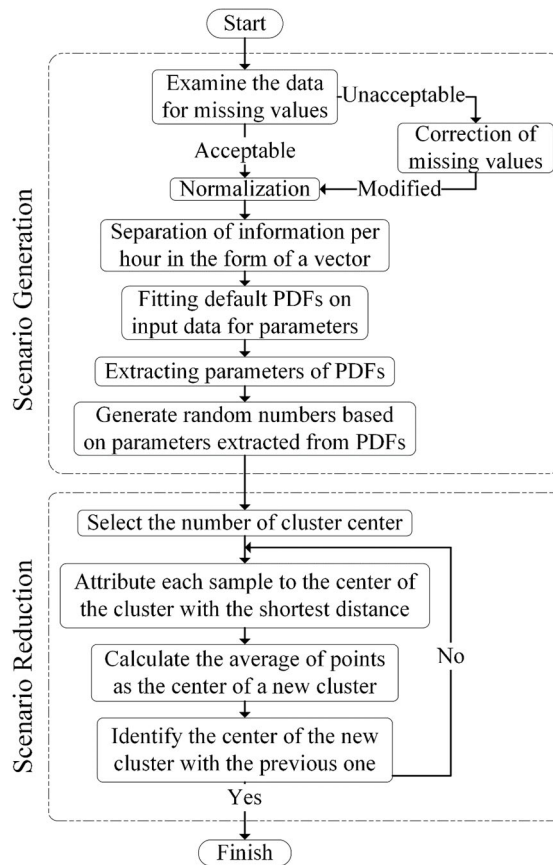 Start
Scenario Generation
Examine the data
for missing values
Unacceptable
Correction of
missing values
Acceptable
Modified
Normalization
Separation of information per
hour in the form of a vector
Fitting default PDFs on
input data for parameters
Extracting parameters of PDFs
Generate random numbers based
on parameters extracted from PDFs
Scenario Reduction
Select the number of cluster center
Attribute each sample to the center of
the cluster with the shortest distance
Calculate the average of points
as the center of a new cluster
No
Identify the center of the new
cluster with the previous one
Yes
Finish